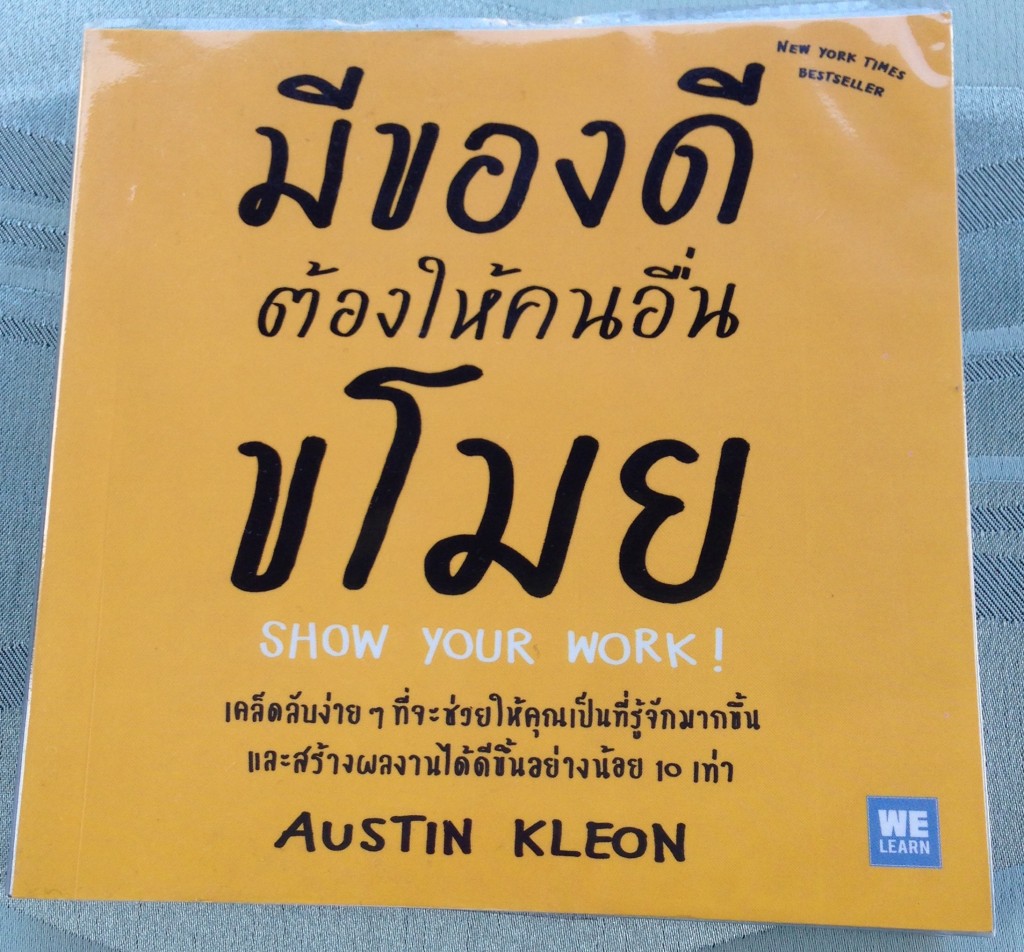 NEW YORK TIMES
BESTSELLER
มีของดี
ต้องให้คนอื่น
ขโมย
SHOW YOUR WORK!
เคล็ดลับง่าย ๆ ที่จะช่วยให้คุณเป็นที่รู้จักมากขึ้น
และสร้างผลงานได้ดีขึ้นอย่างน้อย 10 เท่า
AUSTIN KLEON
WE
LEARN